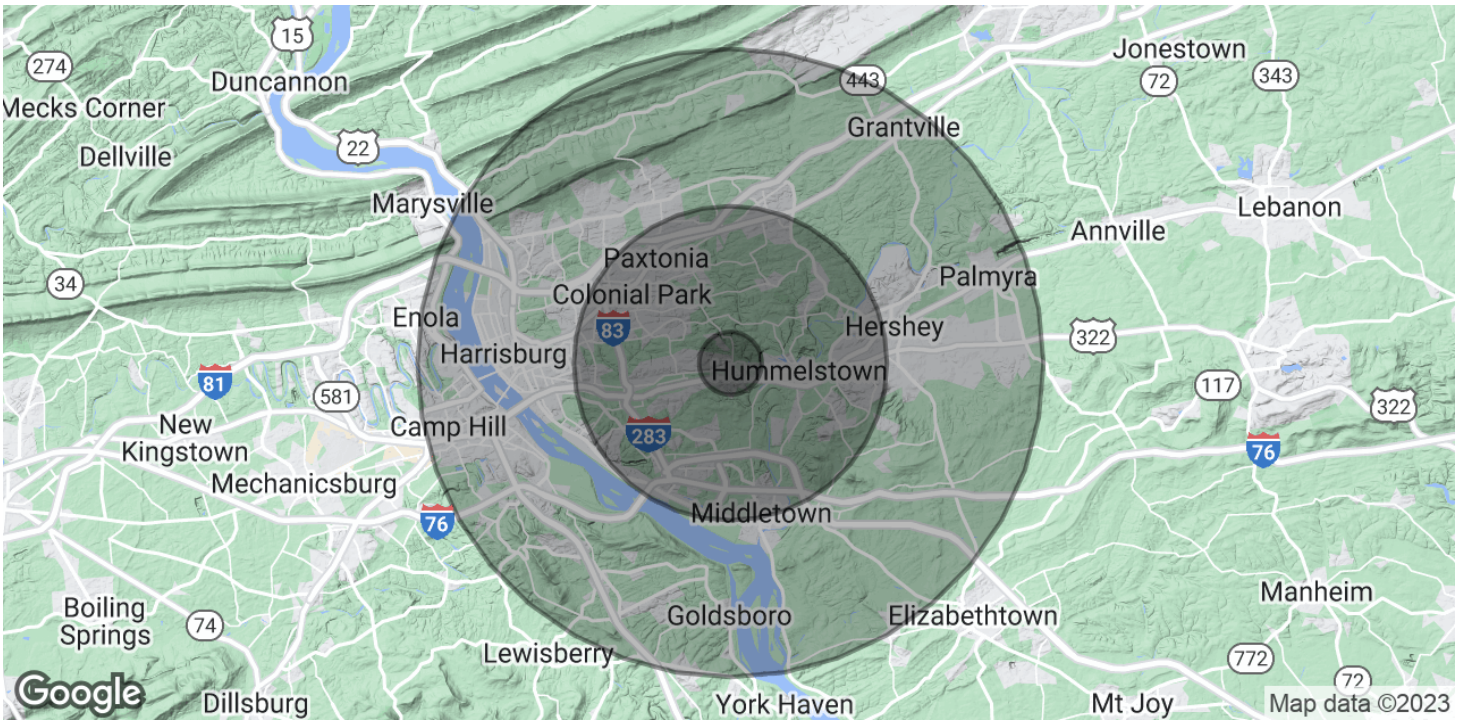 15
Jonestown
274
Duncannon
443
72
343
Mecks Corner
Grantville
22
Dellville
Marysville
Lebanon
Annville
Paxtonia
Palmyra
34
Colonial Park
Enola
83
Hershey
322
Harrisburg
Hummelstown
81
117
581
322
New
Kingstown
Camp Hill
283
76
Mechanicsburg
76
Middletown
Boiling
Springs
74
Goldsboro
Elizabethtown
Manheim
Lewisberry
772
72
Google
Dillsburg
York Haven
Mt Joy
Map data ©2023